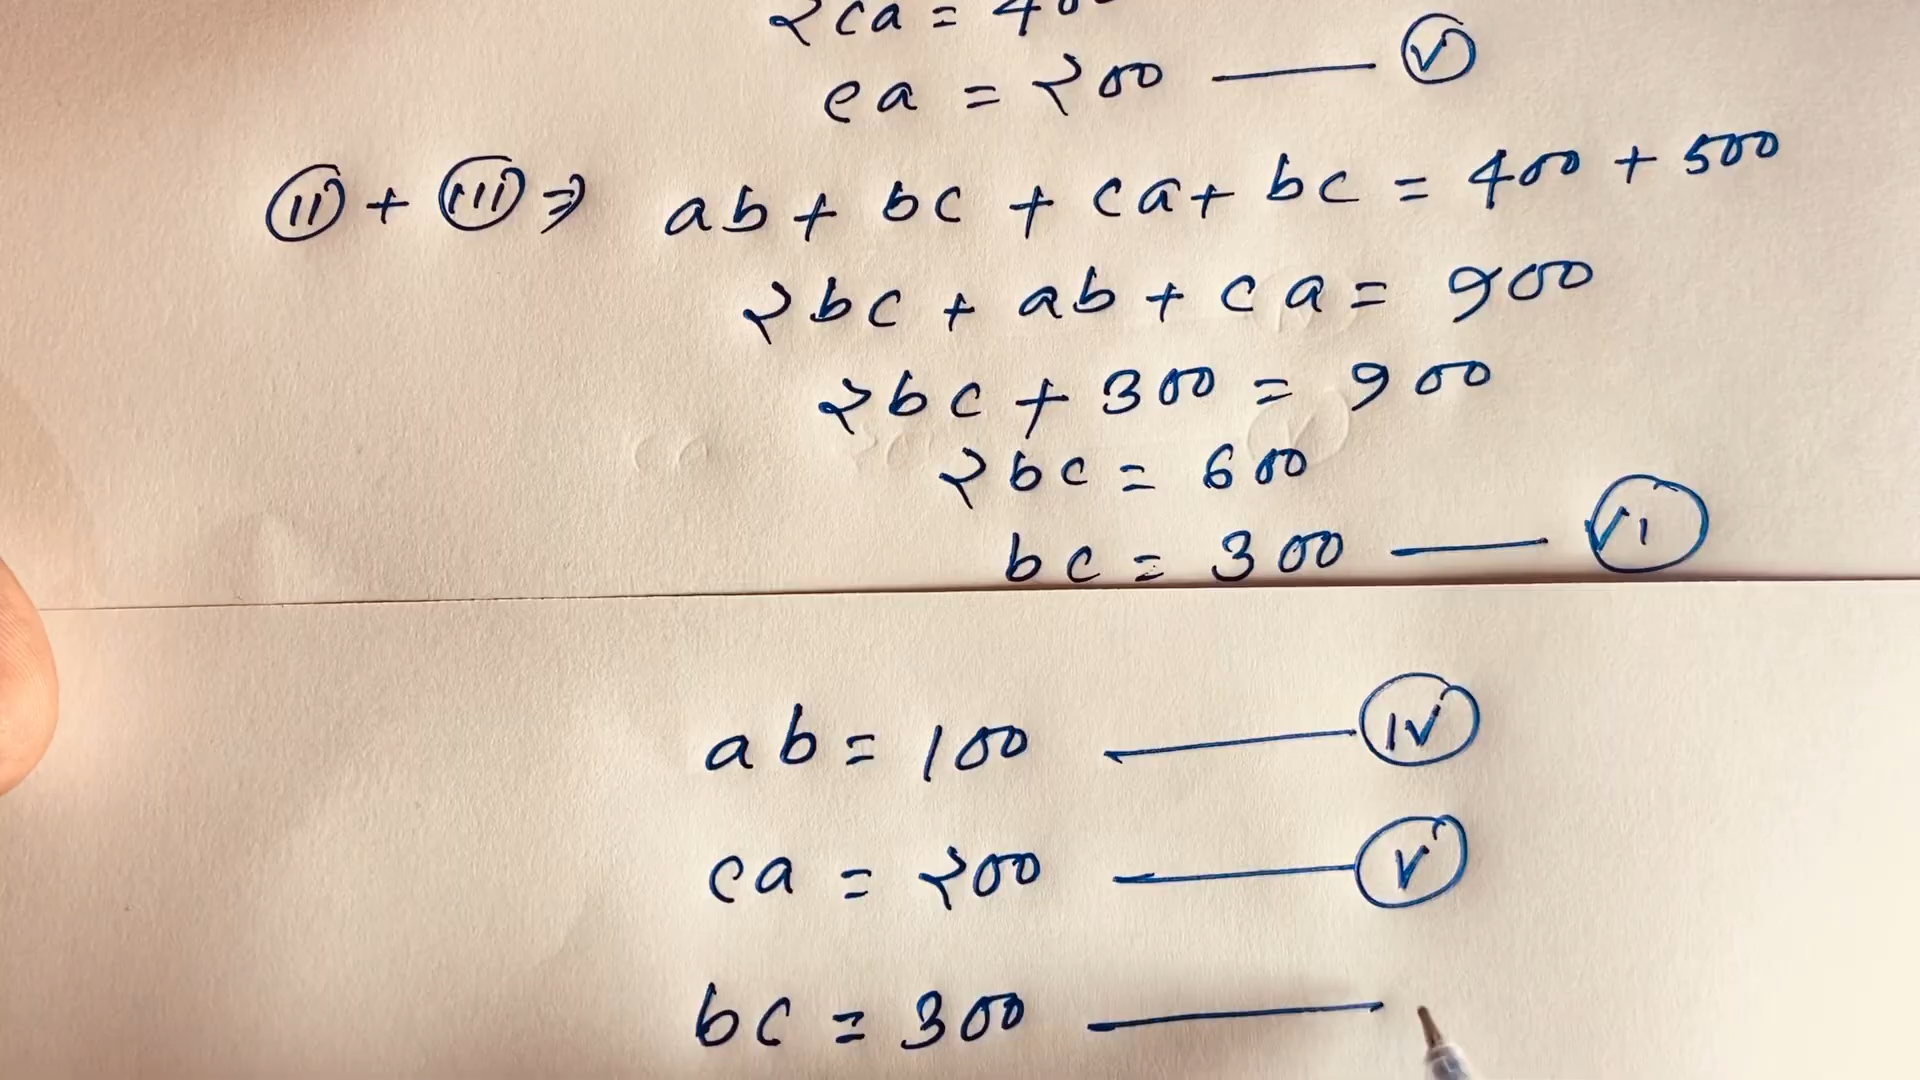 2ca = 400
ca = 200 —— (V)
(II) + (III) ⇒ ab + bc + ca + bc = 400 + 500
2bc + ab + ca = 900
2bc + 300 = 900
2bc = 600
bc = 300 —— (VI)
ab = 100 —— (IV)
ca = 200 —— (V)
bc = 300 ——